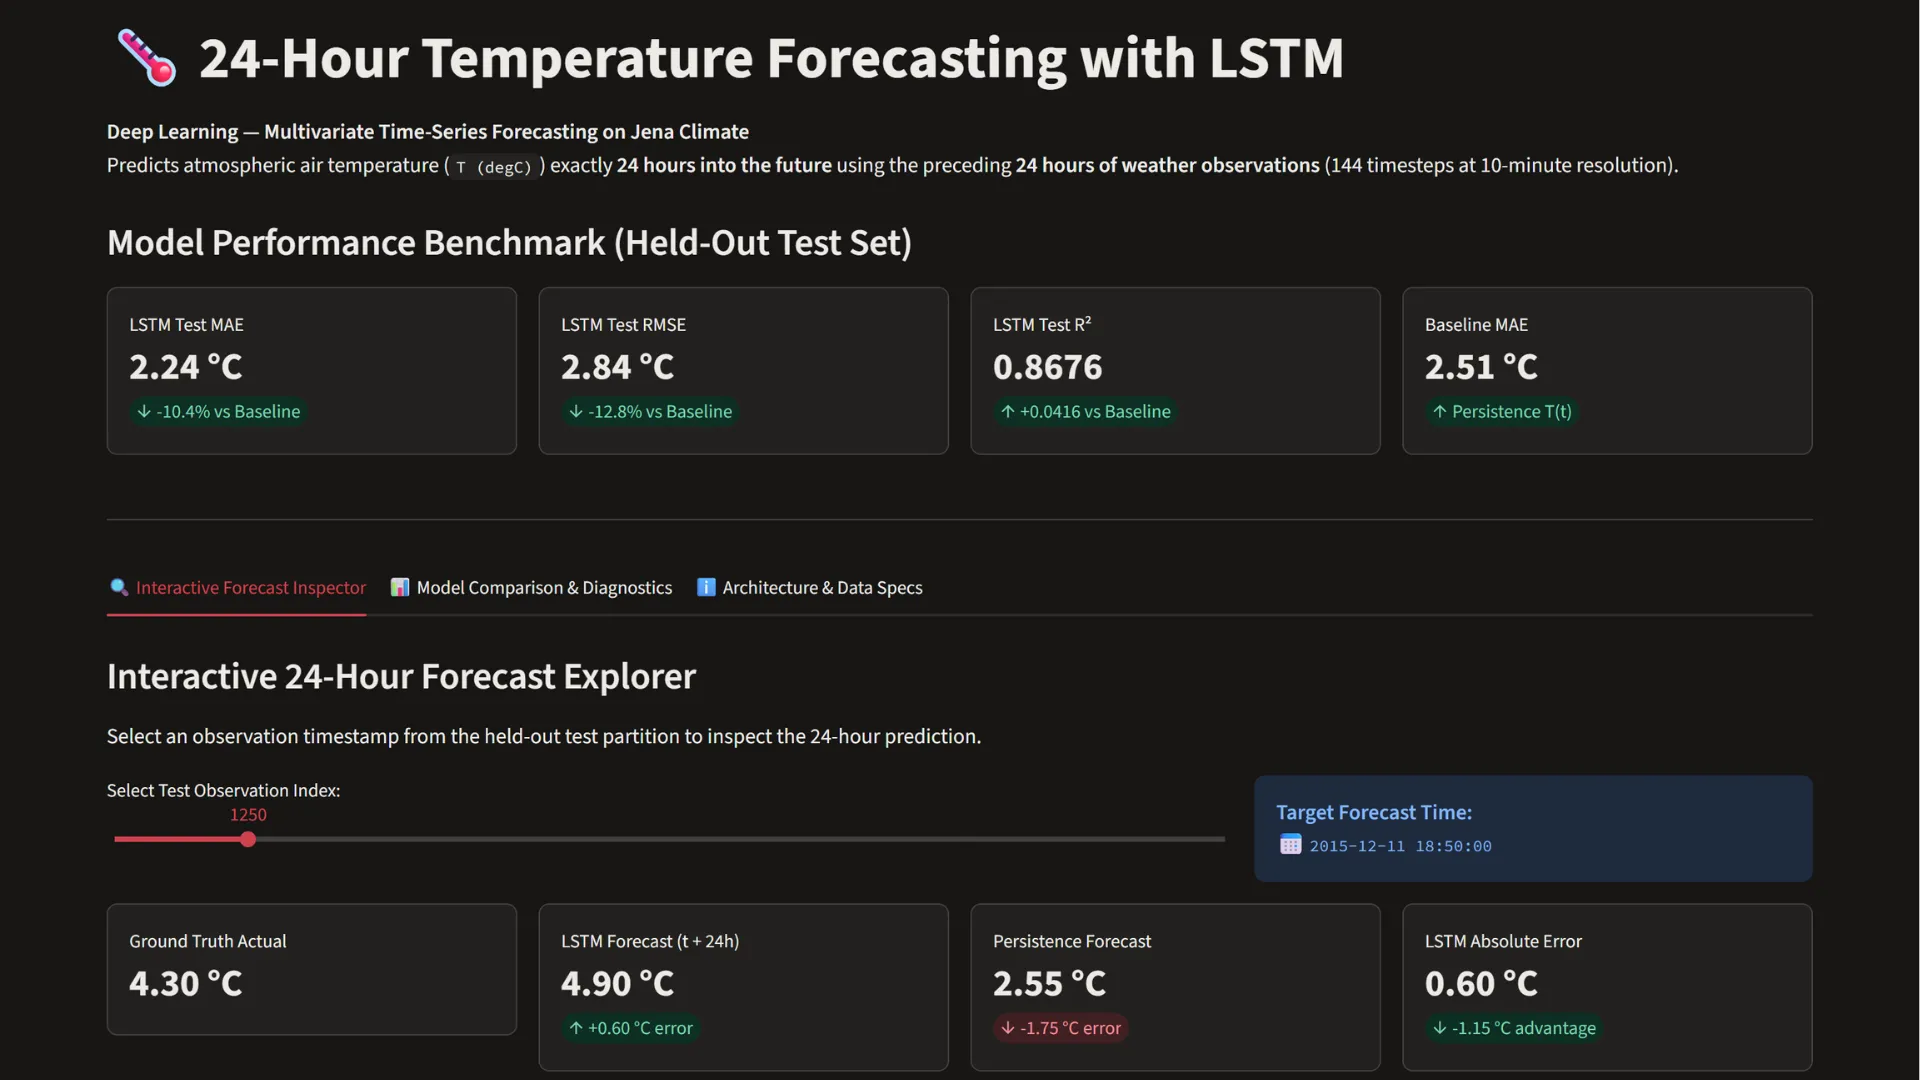 24-Hour Temperature Forecasting with LSTM
Deep Learning — Multivariate Time-Series Forecasting on Jena Climate
Predicts atmospheric air temperature ( T (degC) ) exactly 24 hours into the future using the preceding 24 hours of weather observations (144 timesteps at 10-minute resolution).
Model Performance Benchmark (Held-Out Test Set)
LSTM Test MAE
2.24 °C
↓ -10.4% vs Baseline
LSTM Test RMSE
2.84 °C
↓ -12.8% vs Baseline
LSTM Test R²
0.8676
↑ +0.0416 vs Baseline
Baseline MAE
2.51 °C
↑ Persistence T(t)
Interactive Forecast Inspector
Model Comparison & Diagnostics
Architecture & Data Specs
Interactive 24-Hour Forecast Explorer
Select an observation timestamp from the held-out test partition to inspect the 24-hour prediction.
Select Test Observation Index:
1250
Target Forecast Time:
2015-12-11 18:50:00
Ground Truth Actual
4.30 °C
LSTM Forecast (t + 24h)
4.90 °C
↑ +0.60 °C error
Persistence Forecast
2.55 °C
↓ -1.75 °C error
LSTM Absolute Error
0.60 °C
↓ -1.15 °C advantage